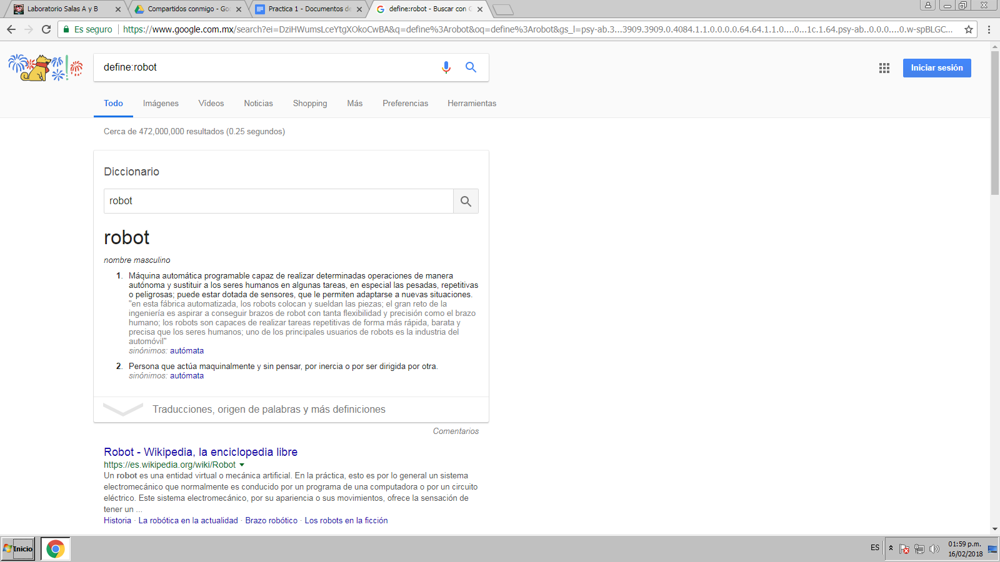 Laboratorio Salas A y B
Compartidos conmigo - Go
Practica 1 - Documentos de
define:robot - Buscar con G
Es seguro
https://www.google.com.mx/search?ei=DziHWumsLceYtgXOkoCwBA&q=define%3Arobot&oq=define%3Arobot&gs_l=psy-ab.3...3909.3909.0.4084.1.1.0.0.0.0.64.64.1.1.0....0...1c.1.64.psy-ab..0.0.0....0.w-spBLGC...
define:robot
Iniciar sesión
Todo
Imágenes
Vídeos
Noticias
Shopping
Más
Preferencias
Herramientas
Cerca de 472,000,000 resultados (0.25 segundos)
Diccionario
robot
robot
nombre masculino
1. Máquina automática programable capaz de realizar determinadas operaciones de manera
autónoma y sustituir a los seres humanos en algunas tareas, en especial las pesadas, repetitivas
o peligrosas; puede estar dotada de sensores, que le permiten adaptarse a nuevas situaciones.
"en esta fábrica automatizada, los robots colocan y sueldan las piezas; el gran reto de la
ingeniería es aspirar a conseguir brazos de robot con tanta flexibilidad y precisión como el brazo
humano; los robots son capaces de realizar tareas repetitivas de forma más rápida, barata y
precisa que los seres humanos; uno de los principales usuarios de robots es la industria del
automóvil"
sinónimos: autómata
2. Persona que actúa maquinalmente y sin pensar, por inercia o por ser dirigida por otra.
sinónimos: autómata
Traducciones, origen de palabras y más definiciones
Comentarios
Robot - Wikipedia, la enciclopedia libre
https://es.wikipedia.org/wiki/Robot
Un robot es una entidad virtual o mecánica artificial. En la práctica, esto es por lo general un sistema
electromecánico que normalmente es conducido por un programa de una computadora o por un circuito
eléctrico. Este sistema electromecánico, por su apariencia o sus movimientos, ofrece la sensación de
tener un ...
Historia · La robótica en la actualidad · Brazo robótico · Los robots en la ficción
Inicio
ES
01:59 p.m.
16/02/2018